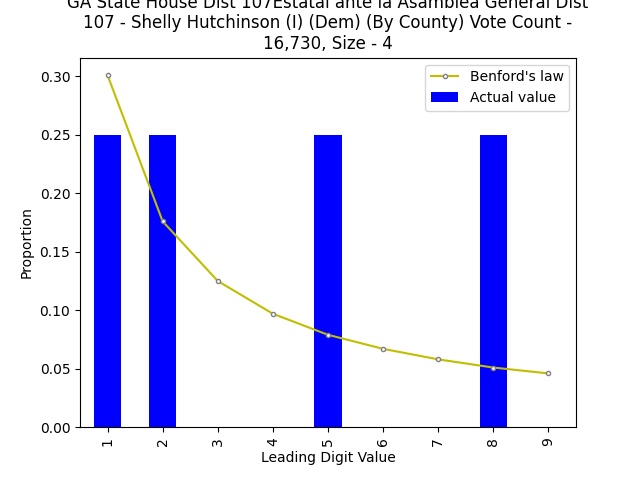 GA State House Dist 107Estatal ante la Asamblea General Dist
107 - Shelly Hutchinson (I) (Dem) (By County) Vote Count -
16,730, Size - 4
Benford's law
Actual value
0.30
0.25
0.20
0.15
0.10
0.05
0.00
Proportion
1 2 3 4 5 6 7 8 9
Leading Digit Value